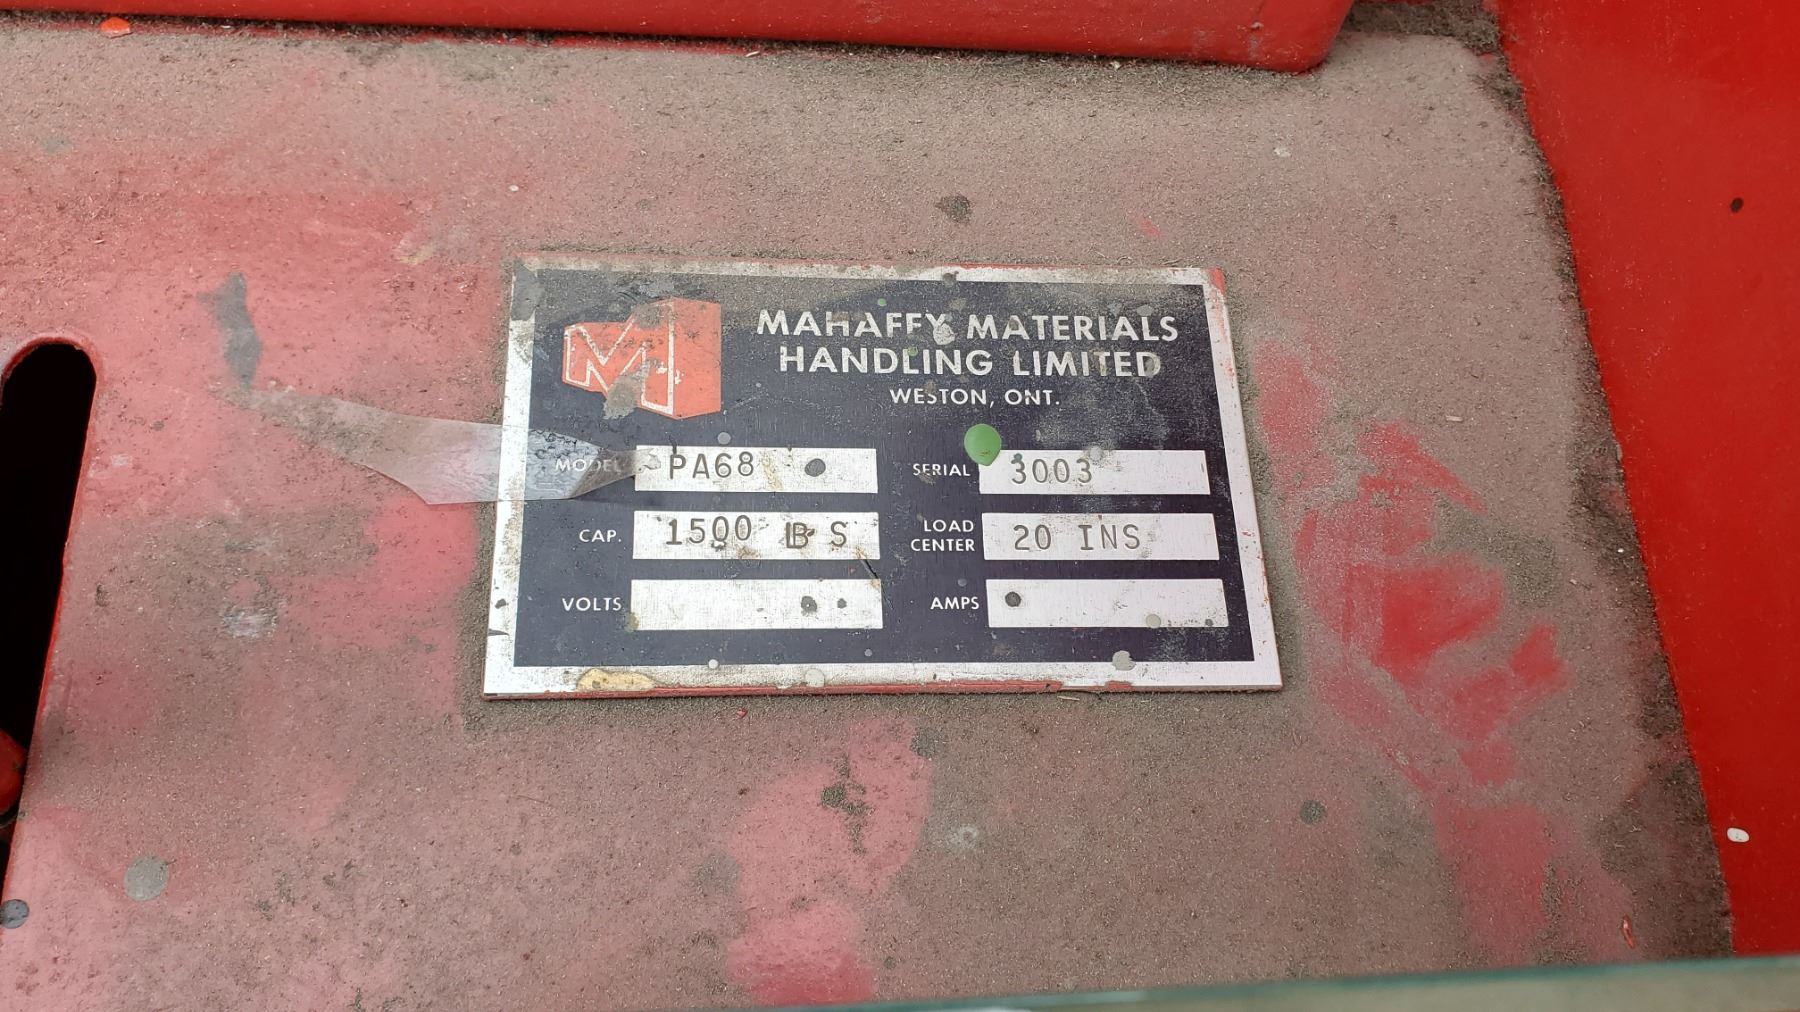 M
MAHAFFY MATERIALS
HANDLING LIMITED
WESTON, ONT.
MODEL PA68 SERIAL 3003
CAP. 1500 LBS LOAD CENTER 20 INS
VOLTS AMPS